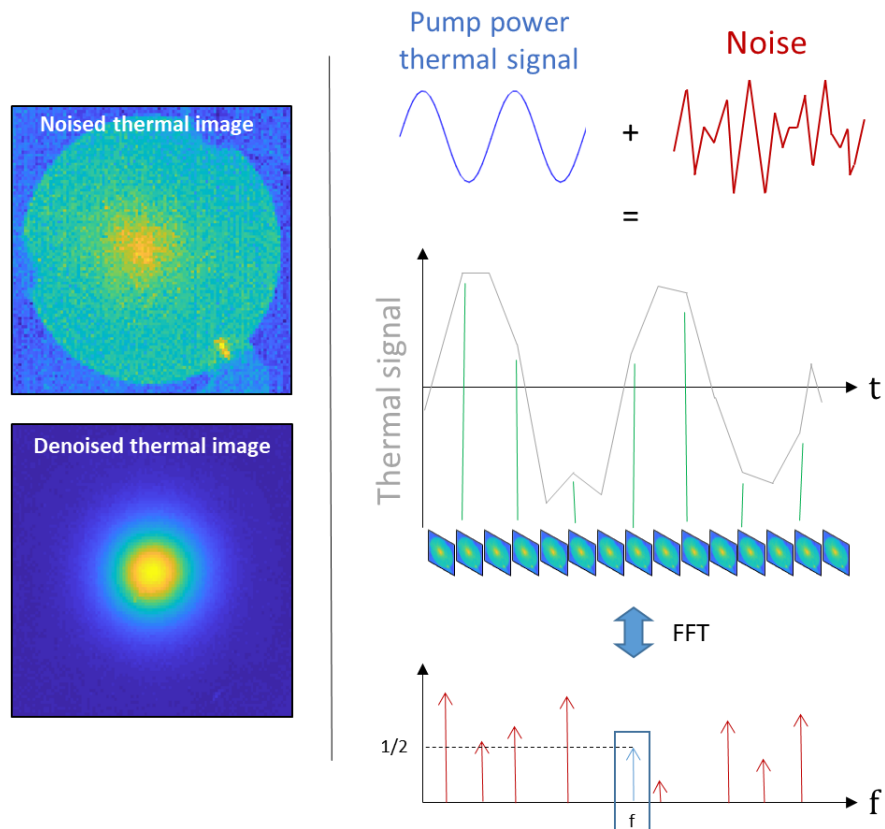 Noised thermal image
Denoised thermal image
Pump power
thermal signal
Noise
+
=
Thermal signal
t
FFT
1/2
f
f